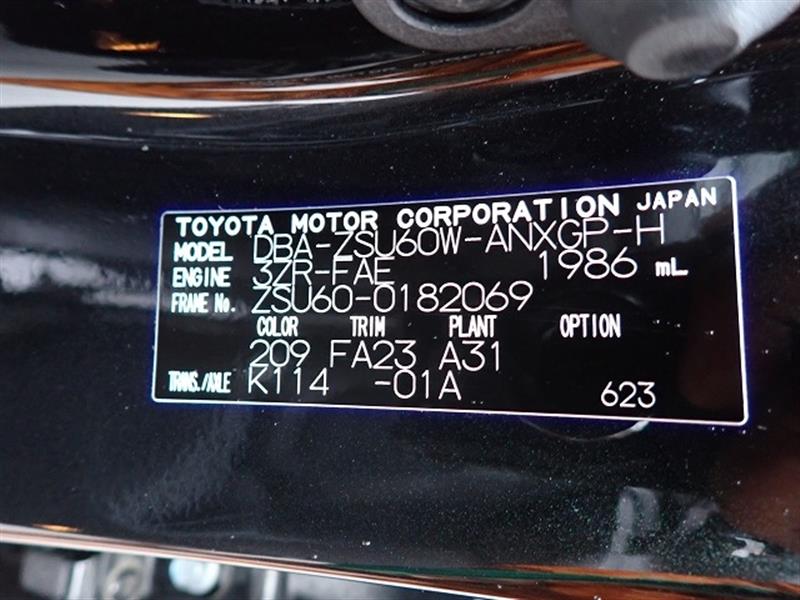 TOYOTA MOTOR CORPORATION JAPAN
MODEL DBA-ZSU60W-ANXGP-H
ENGINE 3ZR-FAE 1986 mL
FRAME No. ZSU60-0182069
COLOR TRIM PLANT OPTION
209 FA23 A31
TRANS./AXLE K114 -01A 623